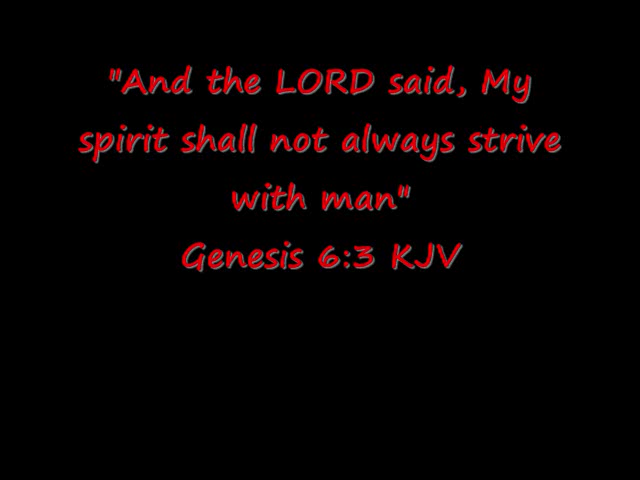 "And the LORD said, My
spirit shall not always strive
with man"
Genesis 6:3 KJV